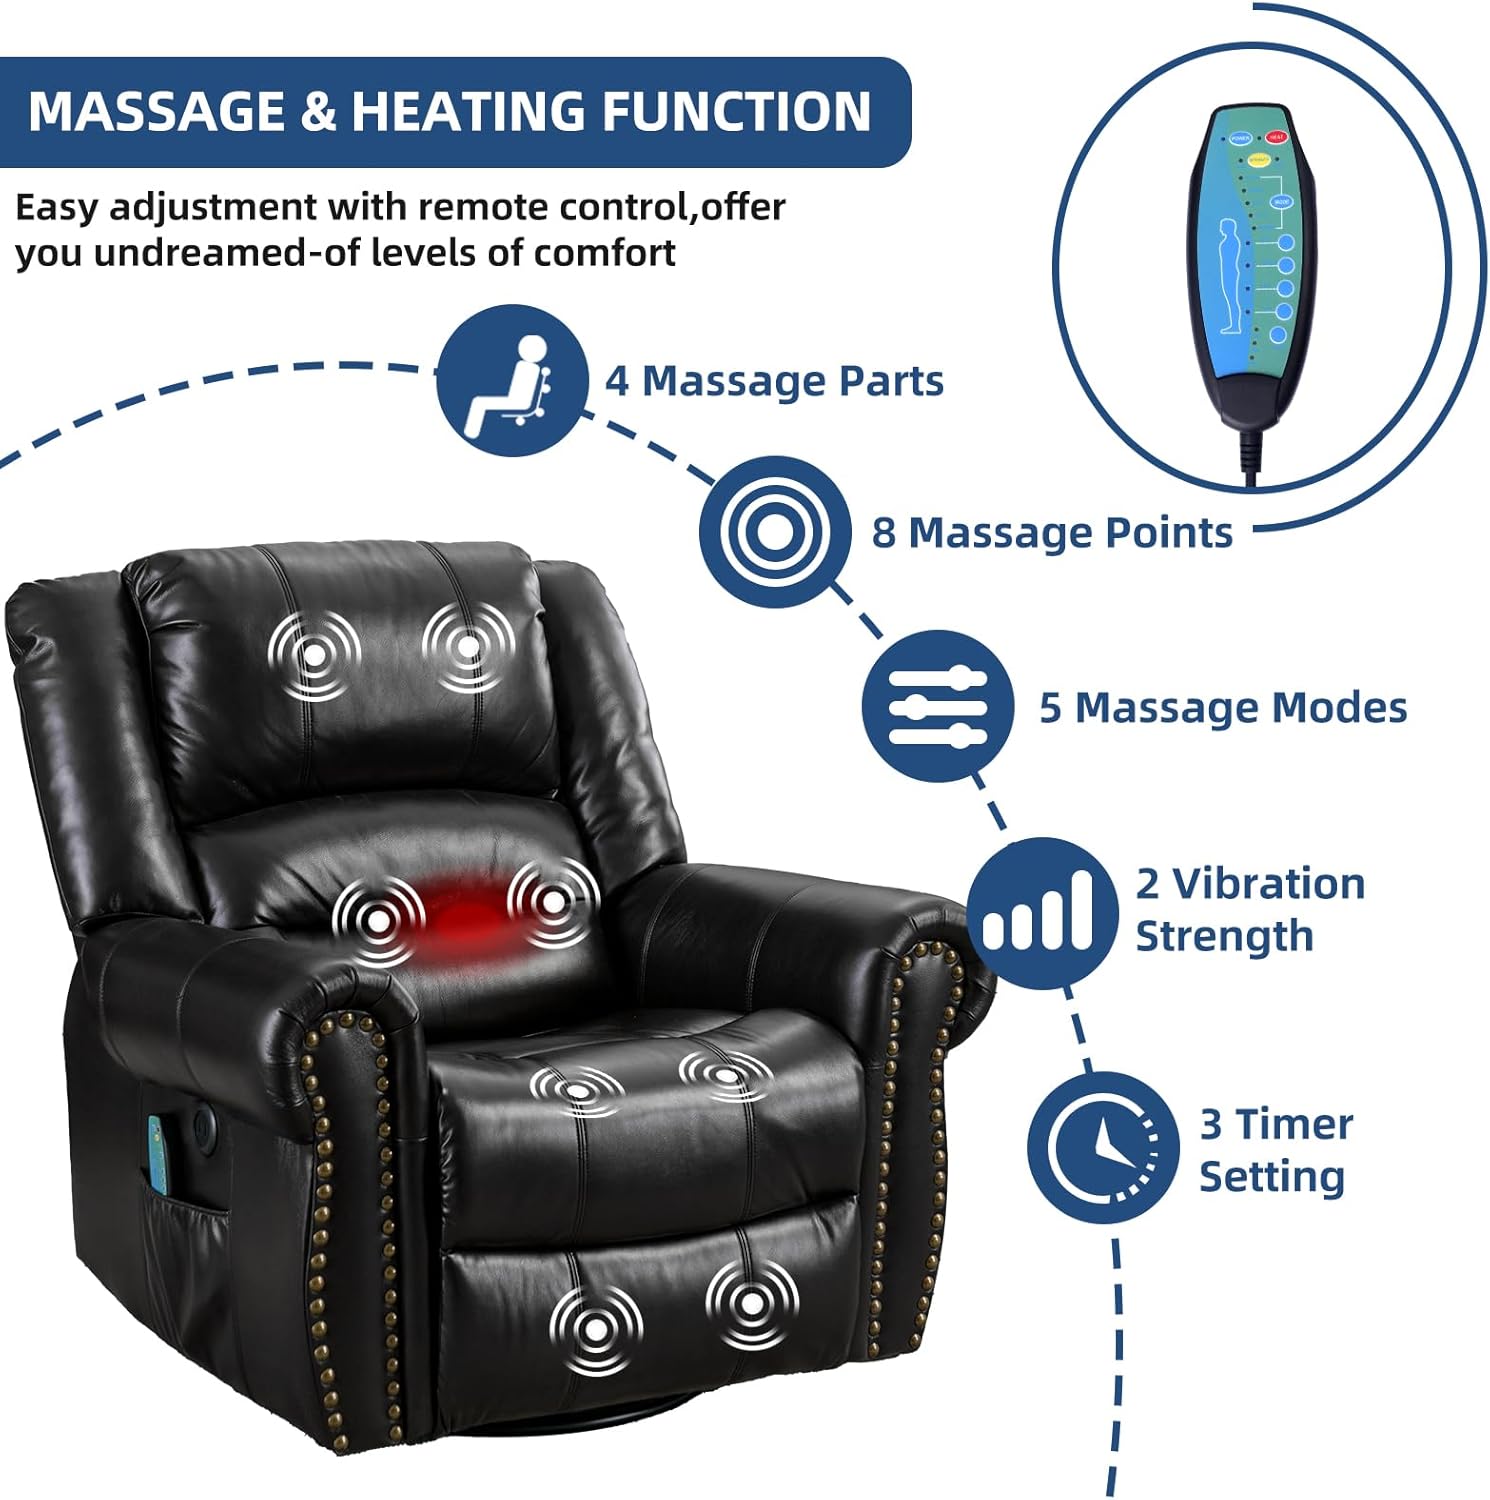 MASSAGE & HEATING FUNCTION
Easy adjustment with remote control,offer
you undreamed-of levels of comfort
POWER
HEAT
INTENSITY
MODE
4 Massage Parts
8 Massage Points
5 Massage Modes
2 Vibration
Strength
3 Timer
Setting